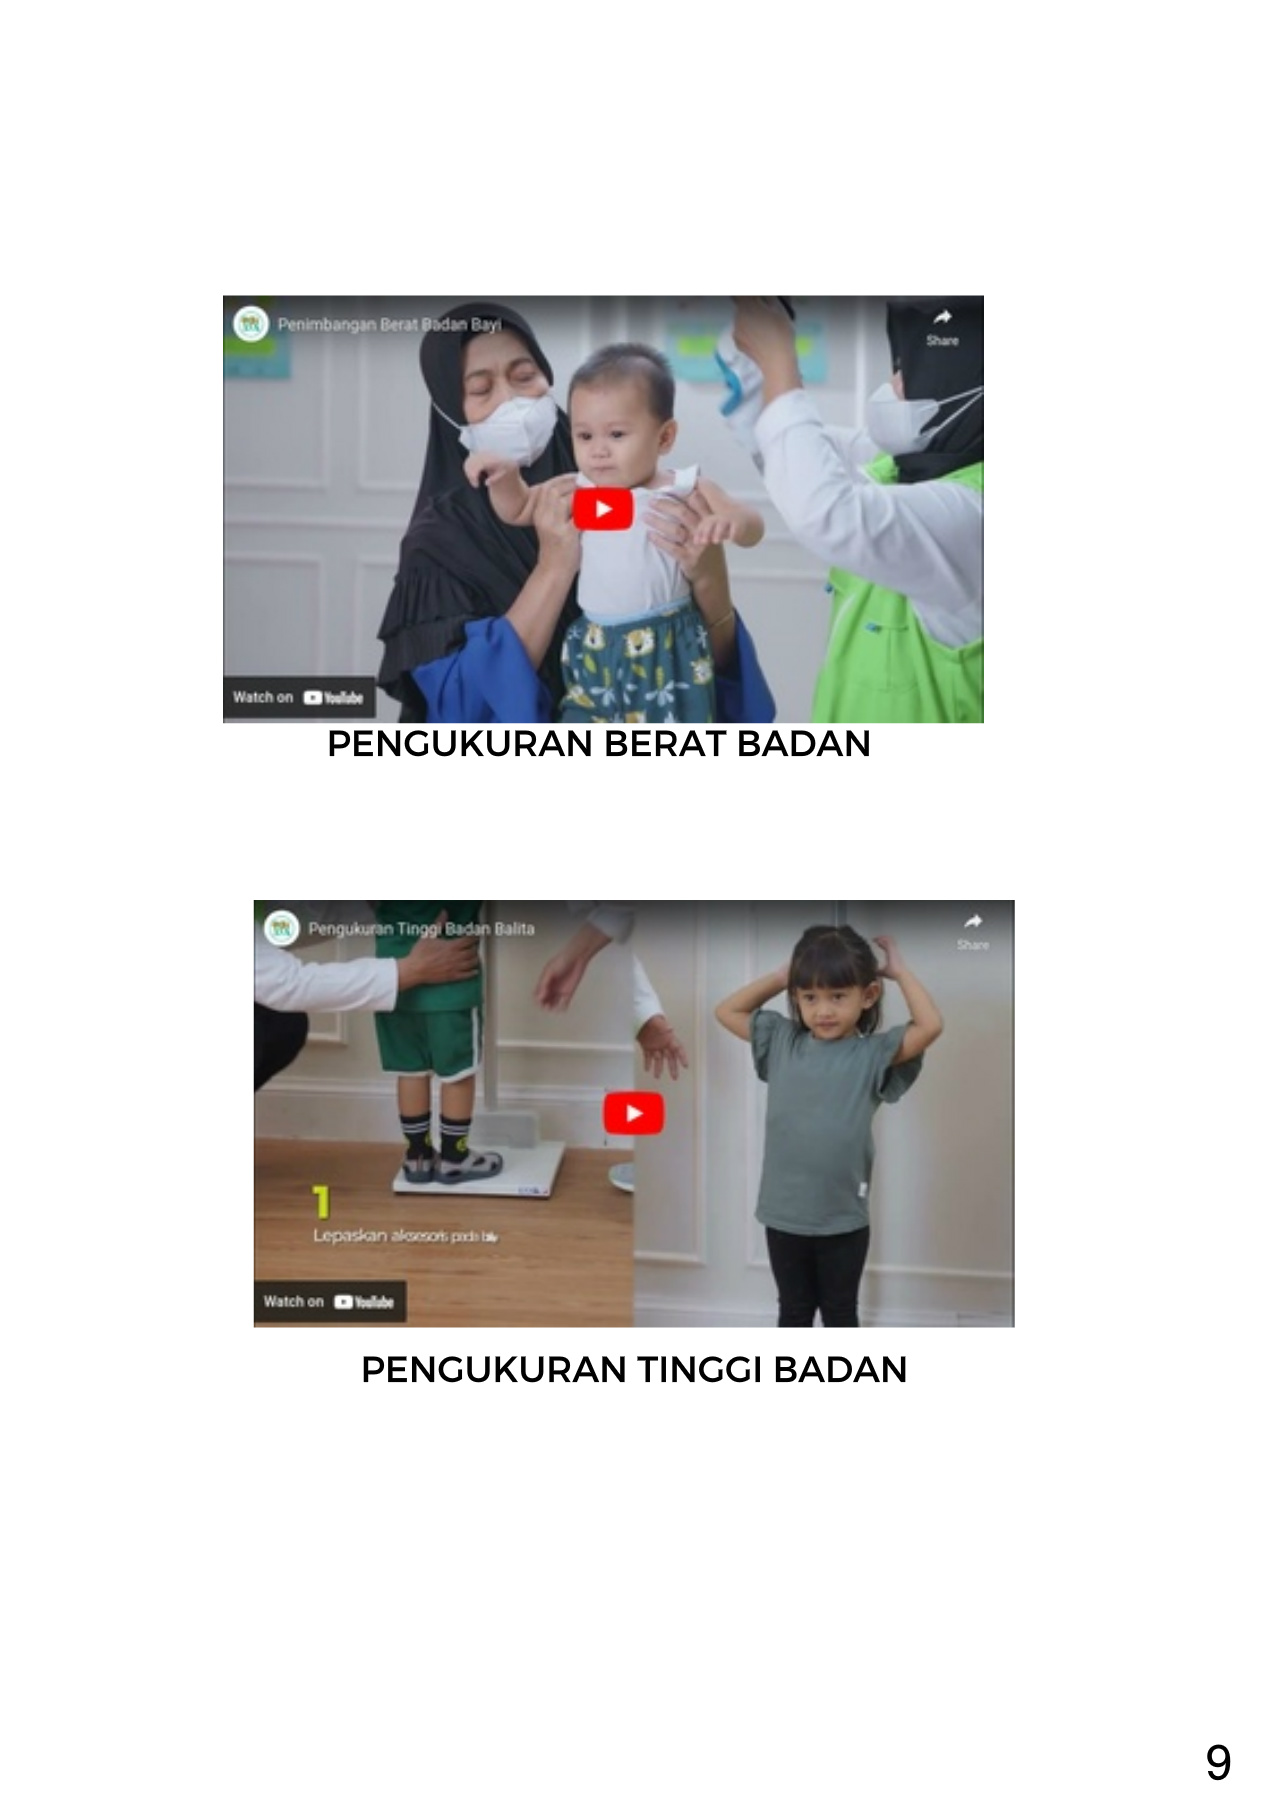 Penimbangan Berat Badan Bayi
Share
Watch on YouTube
PENGUKURAN BERAT BADAN
Pengukuran Tinggi Badan Balita
Share
1
Lepaskan aksesoris pada
Watch on YouTube
PENGUKURAN TINGGI BADAN
9